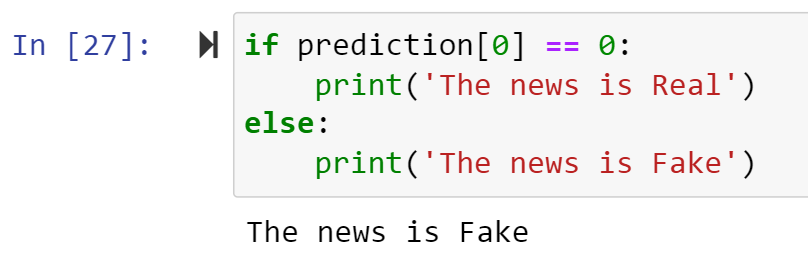 In [27]: if prediction[0] == 0:
    print('The news is Real')
else:
    print('The news is Fake')
The news is Fake